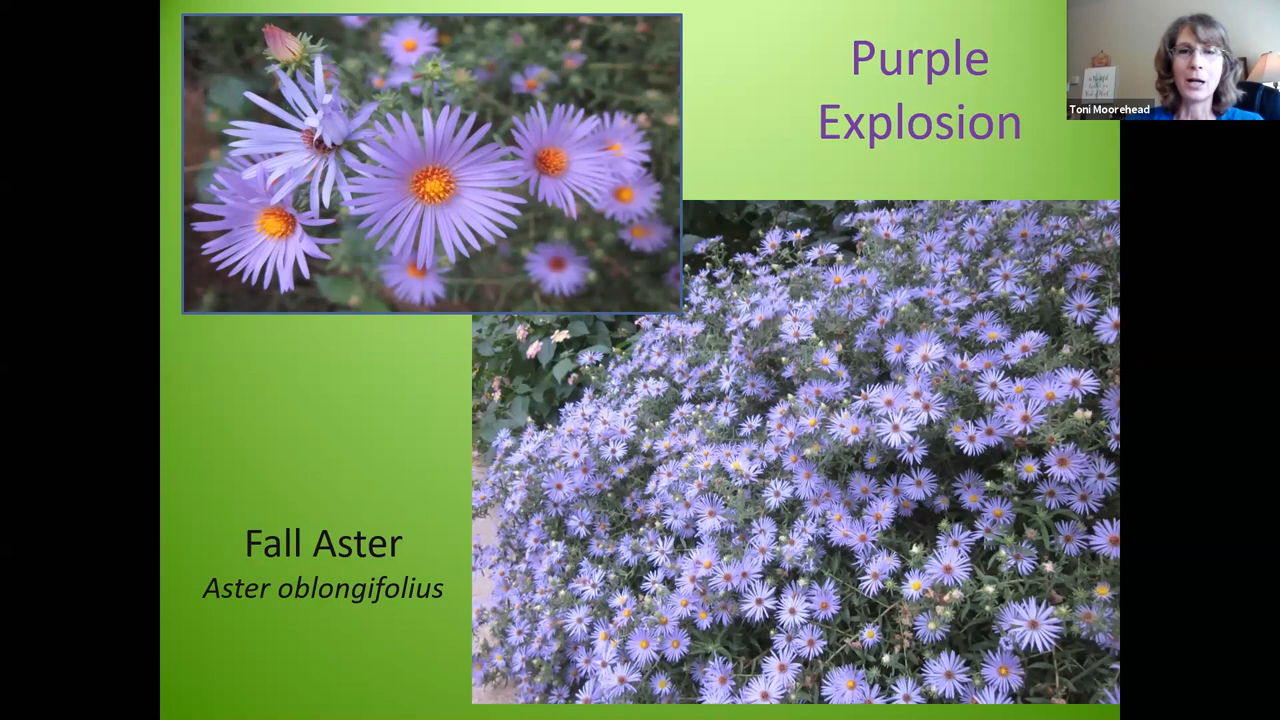 Purple
Explosion
Toni Moorehead
Fall Aster
Aster oblongifolius